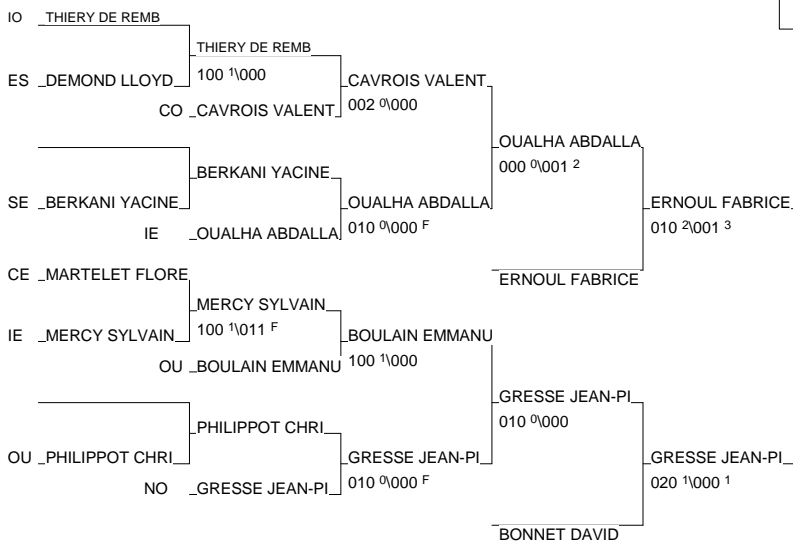 IO THIERY DE REMB
THIERY DE REMB
ES DEMOND LLOYD 100 1\000 CAVROIS VALENT
CO CAVROIS VALENT 002 0\000
OUALHA ABDALLA
000 0\001 2
BERKANI YACINE
SE BERKANI YACINE OUALHA ABDALLA ERNOUL FABRICE
IE OUALHA ABDALLA 010 0\000 F 010 2\001 3
CE MARTELET FLORE ERNOUL FABRICE
MERCY SYLVAIN
IE MERCY SYLVAIN 100 1\011 F BOULAIN EMMANU
OU BOULAIN EMMANU 100 1\000
GRESSE JEAN-PI
010 0\000
PHILIPPOT CHRI
OU PHILIPPOT CHRI GRESSE JEAN-PI GRESSE JEAN-PI
NO GRESSE JEAN-PI 010 0\000 F 020 1\000 1
BONNET DAVID